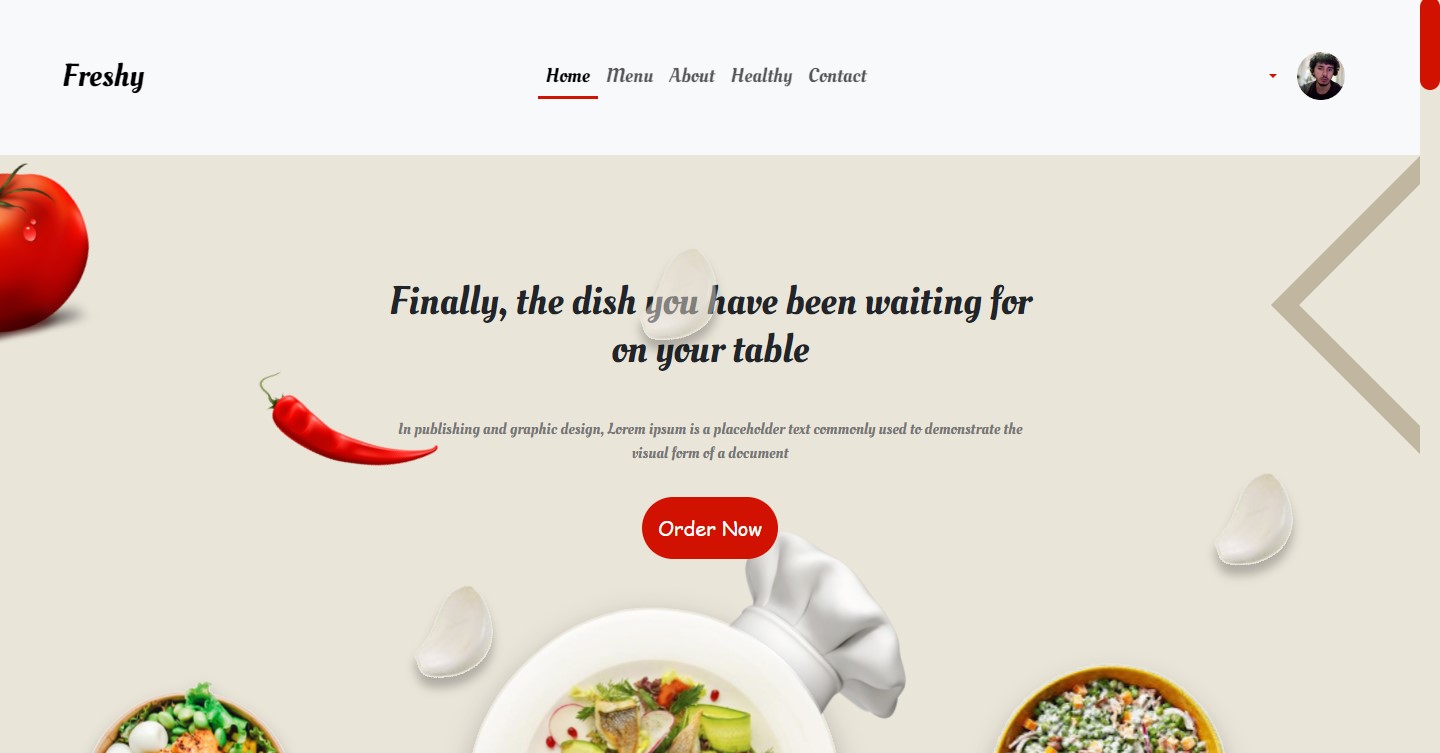 Freshy
Home Menu About Healthy Contact
Finally, the dish you have been waiting for
on your table
In publishing and graphic design, Lorem ipsum is a placeholder text commonly used to demonstrate the
visual form of a document
Order Now